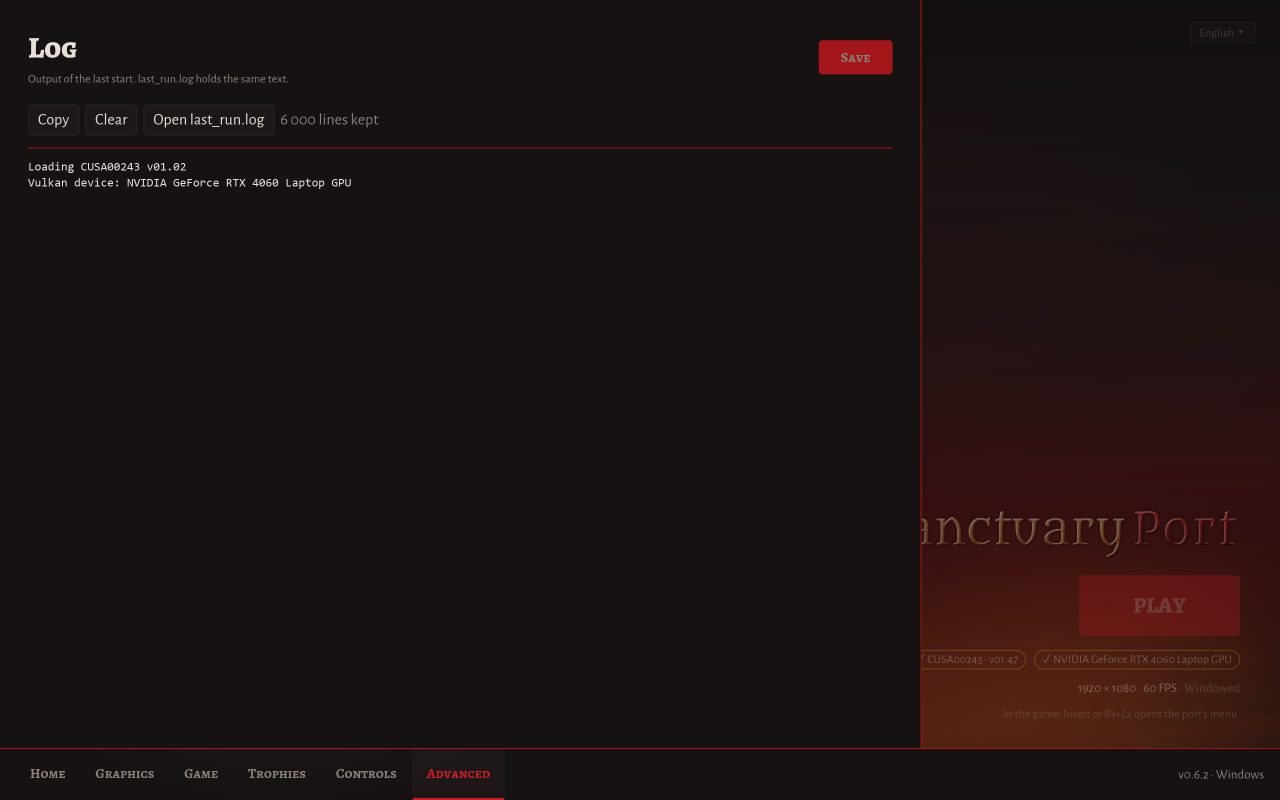 Log
Save
Output of the last start. last_run.log holds the same text.
Copy
Clear
Open last_run.log
6 000 lines kept
Loading CUSA00243 v01.02
Vulkan device: NVIDIA GeForce RTX 4060 Laptop GPU
English ▼
anctuary Port
PLAY
✓ CUSA00243 · v01.47
✓ NVIDIA GeForce RTX 4060 Laptop GPU
1920 × 1080 · 60 FPS · Windowed
In the game: Insert or R3+L2 opens the port's menu.
Home
Graphics
Game
Trophies
Controls
Advanced
v0.6.2 · Windows